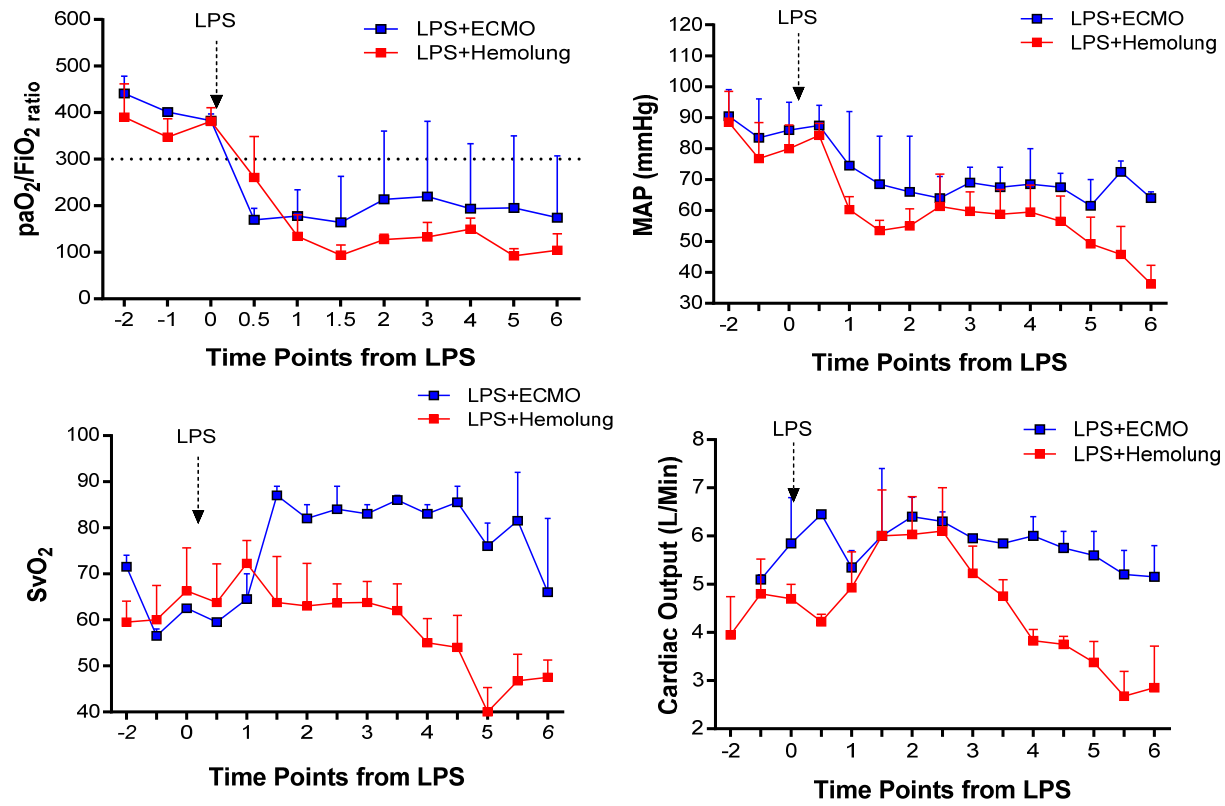 LPS
LPS+ECMO
LPS+Hemolung
600
500
400
300
200
100
0
paO2/FiO2 ratio
-2 -1 0 0.5 1 1.5 2 3 4 5 6
Time Points from LPS
LPS
LPS+ECMO
LPS+Hemolung
120
110
100
90
80
70
60
50
40
30
MAP (mmHg)
-2 0 1 2 3 4 5 6
Time Points from LPS
LPS+ECMO
LPS+Hemolung
LPS
100
90
80
70
60
50
40
SvO2
-2 0 1 2 3 4 5 6
Time Points from LPS
LPS
LPS+ECMO
LPS+Hemolung
8
7
6
5
4
3
2
Cardiac Output (L/Min)
-2 0 1 2 3 4 5 6
Time Points from LPS